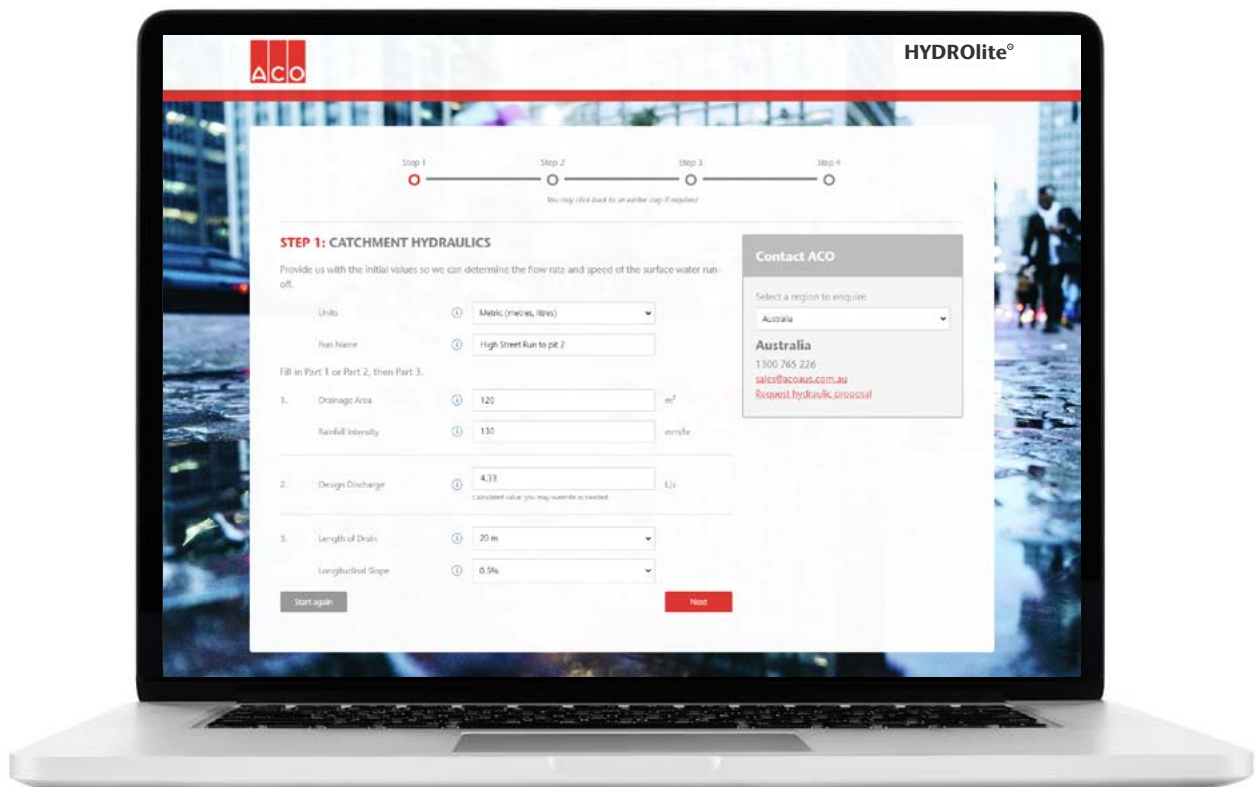 ACO
HYDROlite®
Step 1
Step 2
Step 3
Step 4
You may click back to an earlier step if required
STEP 1: CATCHMENT HYDRAULICS
Provide us with the initial values so we can determine the flow rate and speed of the surface water run
off.
Units
Metric (metres, litres)
Run Name
High Street Run to pit 2
Fill in Part 1 or Part 2, then Part 3.
1. Drainage Area
120
m²
Rainfall Intensity
130
mm/hr
2. Design Discharge
4.33
L/s
Calculated value: you may override as needed
3. Length of Drain
20 m
Longitudinal Slope
0.5%
Start again
Next
Contact ACO
Select a region to enquire
Australia
Australia
1300 765 226
sales@acoaus.com.au
Request hydraulic proposal